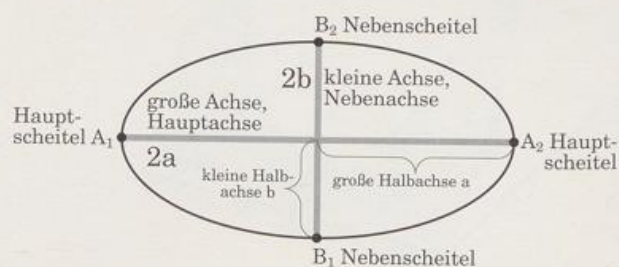 B₂ Nebenscheitel
2b kleine Achse,
Nebenachse
große Achse,
Hauptachse
Haupt-
scheitel A₁
2a
A₂ Haupt-
scheitel
kleine Halb-
achse b
große Halbachse a
B₁ Nebenscheitel